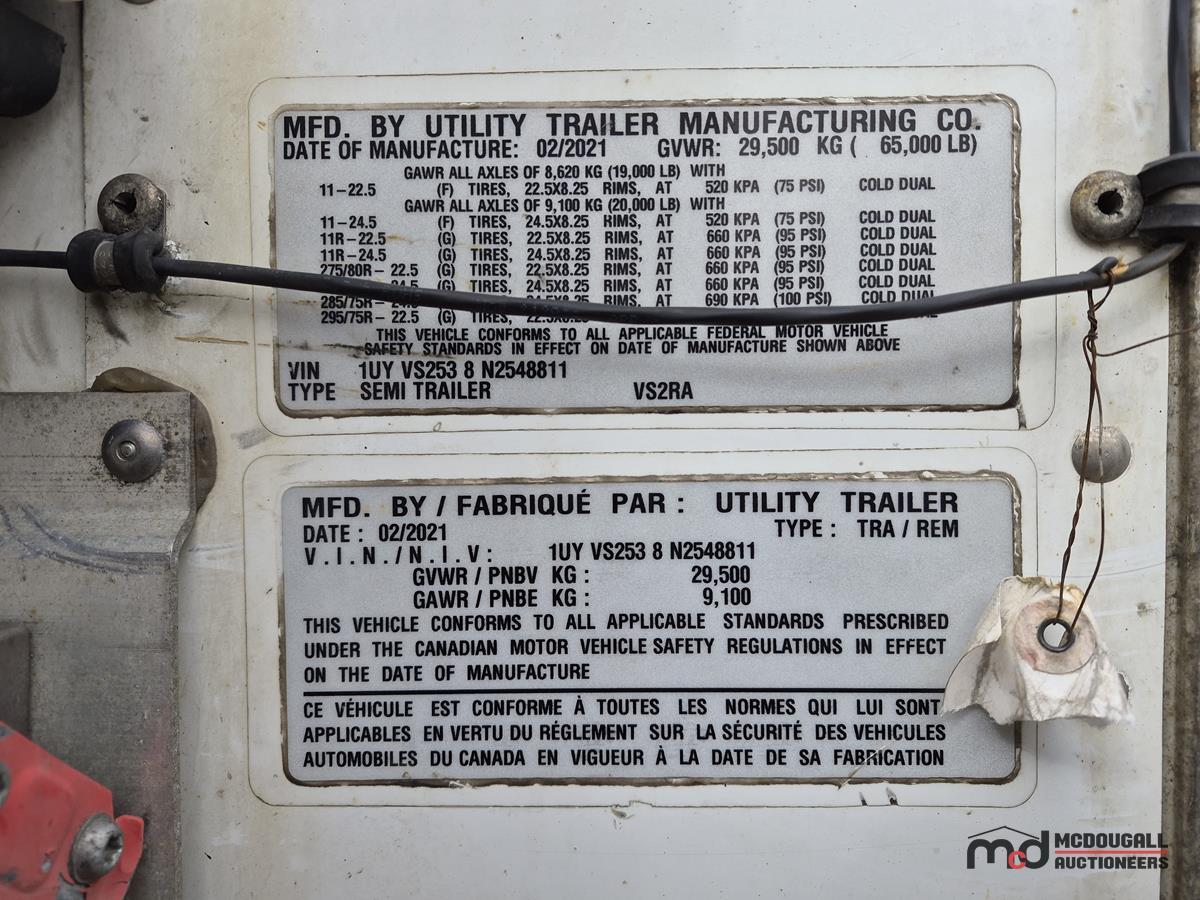 MFD. BY UTILITY TRAILER MANUFACTURING CO.
DATE OF MANUFACTURE: 02/2021 GVWR: 29,500 KG ( 65,000 LB)
GAWR ALL AXLES OF 8,620 KG (19,000 LB) WITH
11-22.5 (F) TIRES, 22.5X8.25 RIMS, AT 520 KPA (75 PSI) COLD DUAL
GAWR ALL AXLES OF 9,100 KG (20,000 LB) WITH
11-24.5 (F) TIRES, 24.5X8.25 RIMS, AT 520 KPA (75 PSI) COLD DUAL
11R-22.5 (G) TIRES, 22.5X8.25 RIMS, AT 660 KPA (95 PSI) COLD DUAL
11R-24.5 (G) TIRES, 24.5X8.25 RIMS, AT 660 KPA (95 PSI) COLD DUAL
275/80R-22.5 (G) TIRES, 22.5X8.25 RIMS, AT 660 KPA (95 PSI) COLD DUAL
(G) TIRES, 24.5X8.25 RIMS, AT 660 KPA (95 PSI) COLD DUAL
285/75R-24.5 (G) TIRES, 24.5X8.25 RIMS, AT 690 KPA (100 PSI) COLD DUAL
295/75R-22.5 (G) TIRES, 22.5X8.25
THIS VEHICLE CONFORMS TO ALL APPLICABLE FEDERAL MOTOR VEHICLE
SAFETY STANDARDS IN EFFECT ON DATE OF MANUFACTURE SHOWN ABOVE
VIN 1UY VS253 8 N2548811
TYPE SEMI TRAILER VS2RA
MFD. BY / FABRIQUÉ PAR : UTILITY TRAILER
DATE : 02/2021 TYPE : TRA / REM
V.I.N./N.I.V: 1UY VS253 8 N2548811
GVWR / PNBV KG : 29,500
GAWR / PNBE KG : 9,100
THIS VEHICLE CONFORMS TO ALL APPLICABLE STANDARDS PRESCRIBED
UNDER THE CANADIAN MOTOR VEHICLE SAFETY REGULATIONS IN EFFECT
ON THE DATE OF MANUFACTURE
CE VÉHICULE EST CONFORME À TOUTES LES NORMES QUI LUI SONT
APPLICABLES EN VERTU DU RÉGLEMENT SUR LA SÉCURITÉ DES VEHICULES
AUTOMOBILES DU CANADA EN VIGUEUR À LA DATE DE SA FABRICATION
mcd MCDOUGALL
AUCTIONEERS